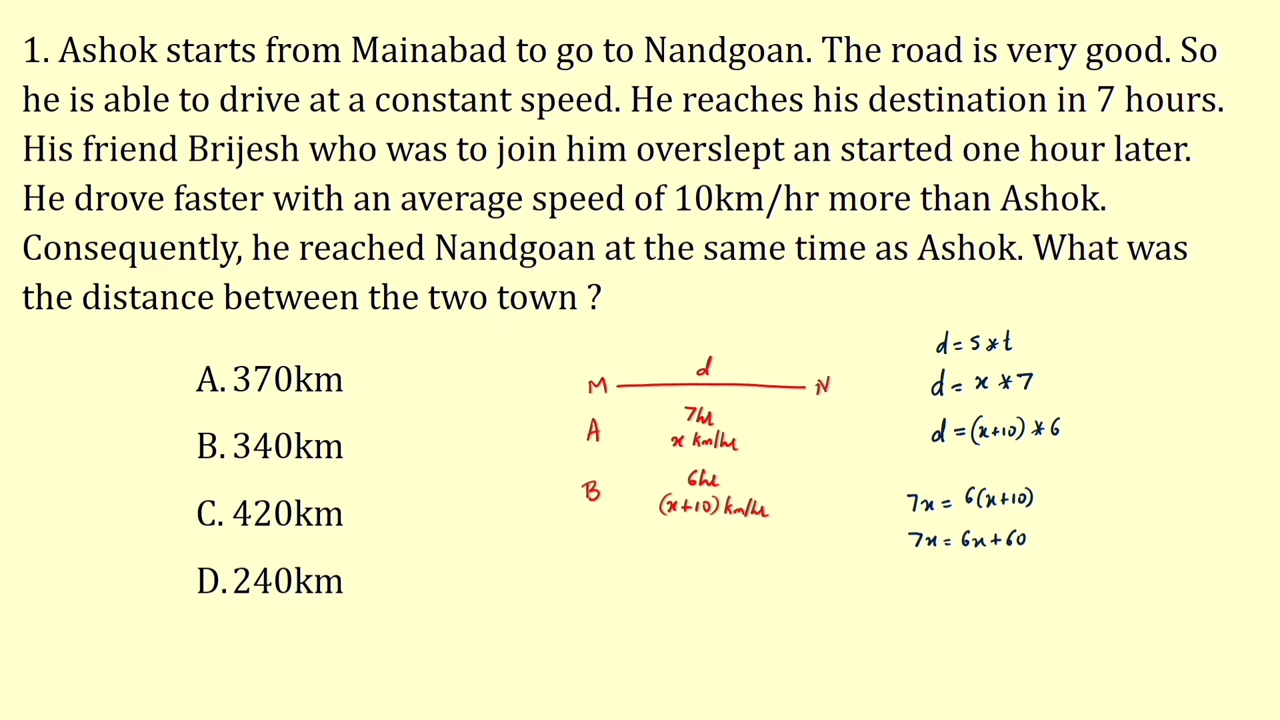 1. Ashok starts from Mainabad to go to Nandgoan. The road is very good. So
he is able to drive at a constant speed. He reaches his destination in 7 hours.
His friend Brijesh who was to join him overslept an started one hour later.
He drove faster with an average speed of 10km/hr more than Ashok.
Consequently, he reached Nandgoan at the same time as Ashok. What was
the distance between the two town ?
A. 370km
B. 340km
C. 420km
D. 240km
d
M N
A 7hr
x km/hr
B 6hr
(x+10) km/hr
d = s * t
d = x * 7
d = (x+10) * 6
7x = 6(x+10)
7x = 6x + 60